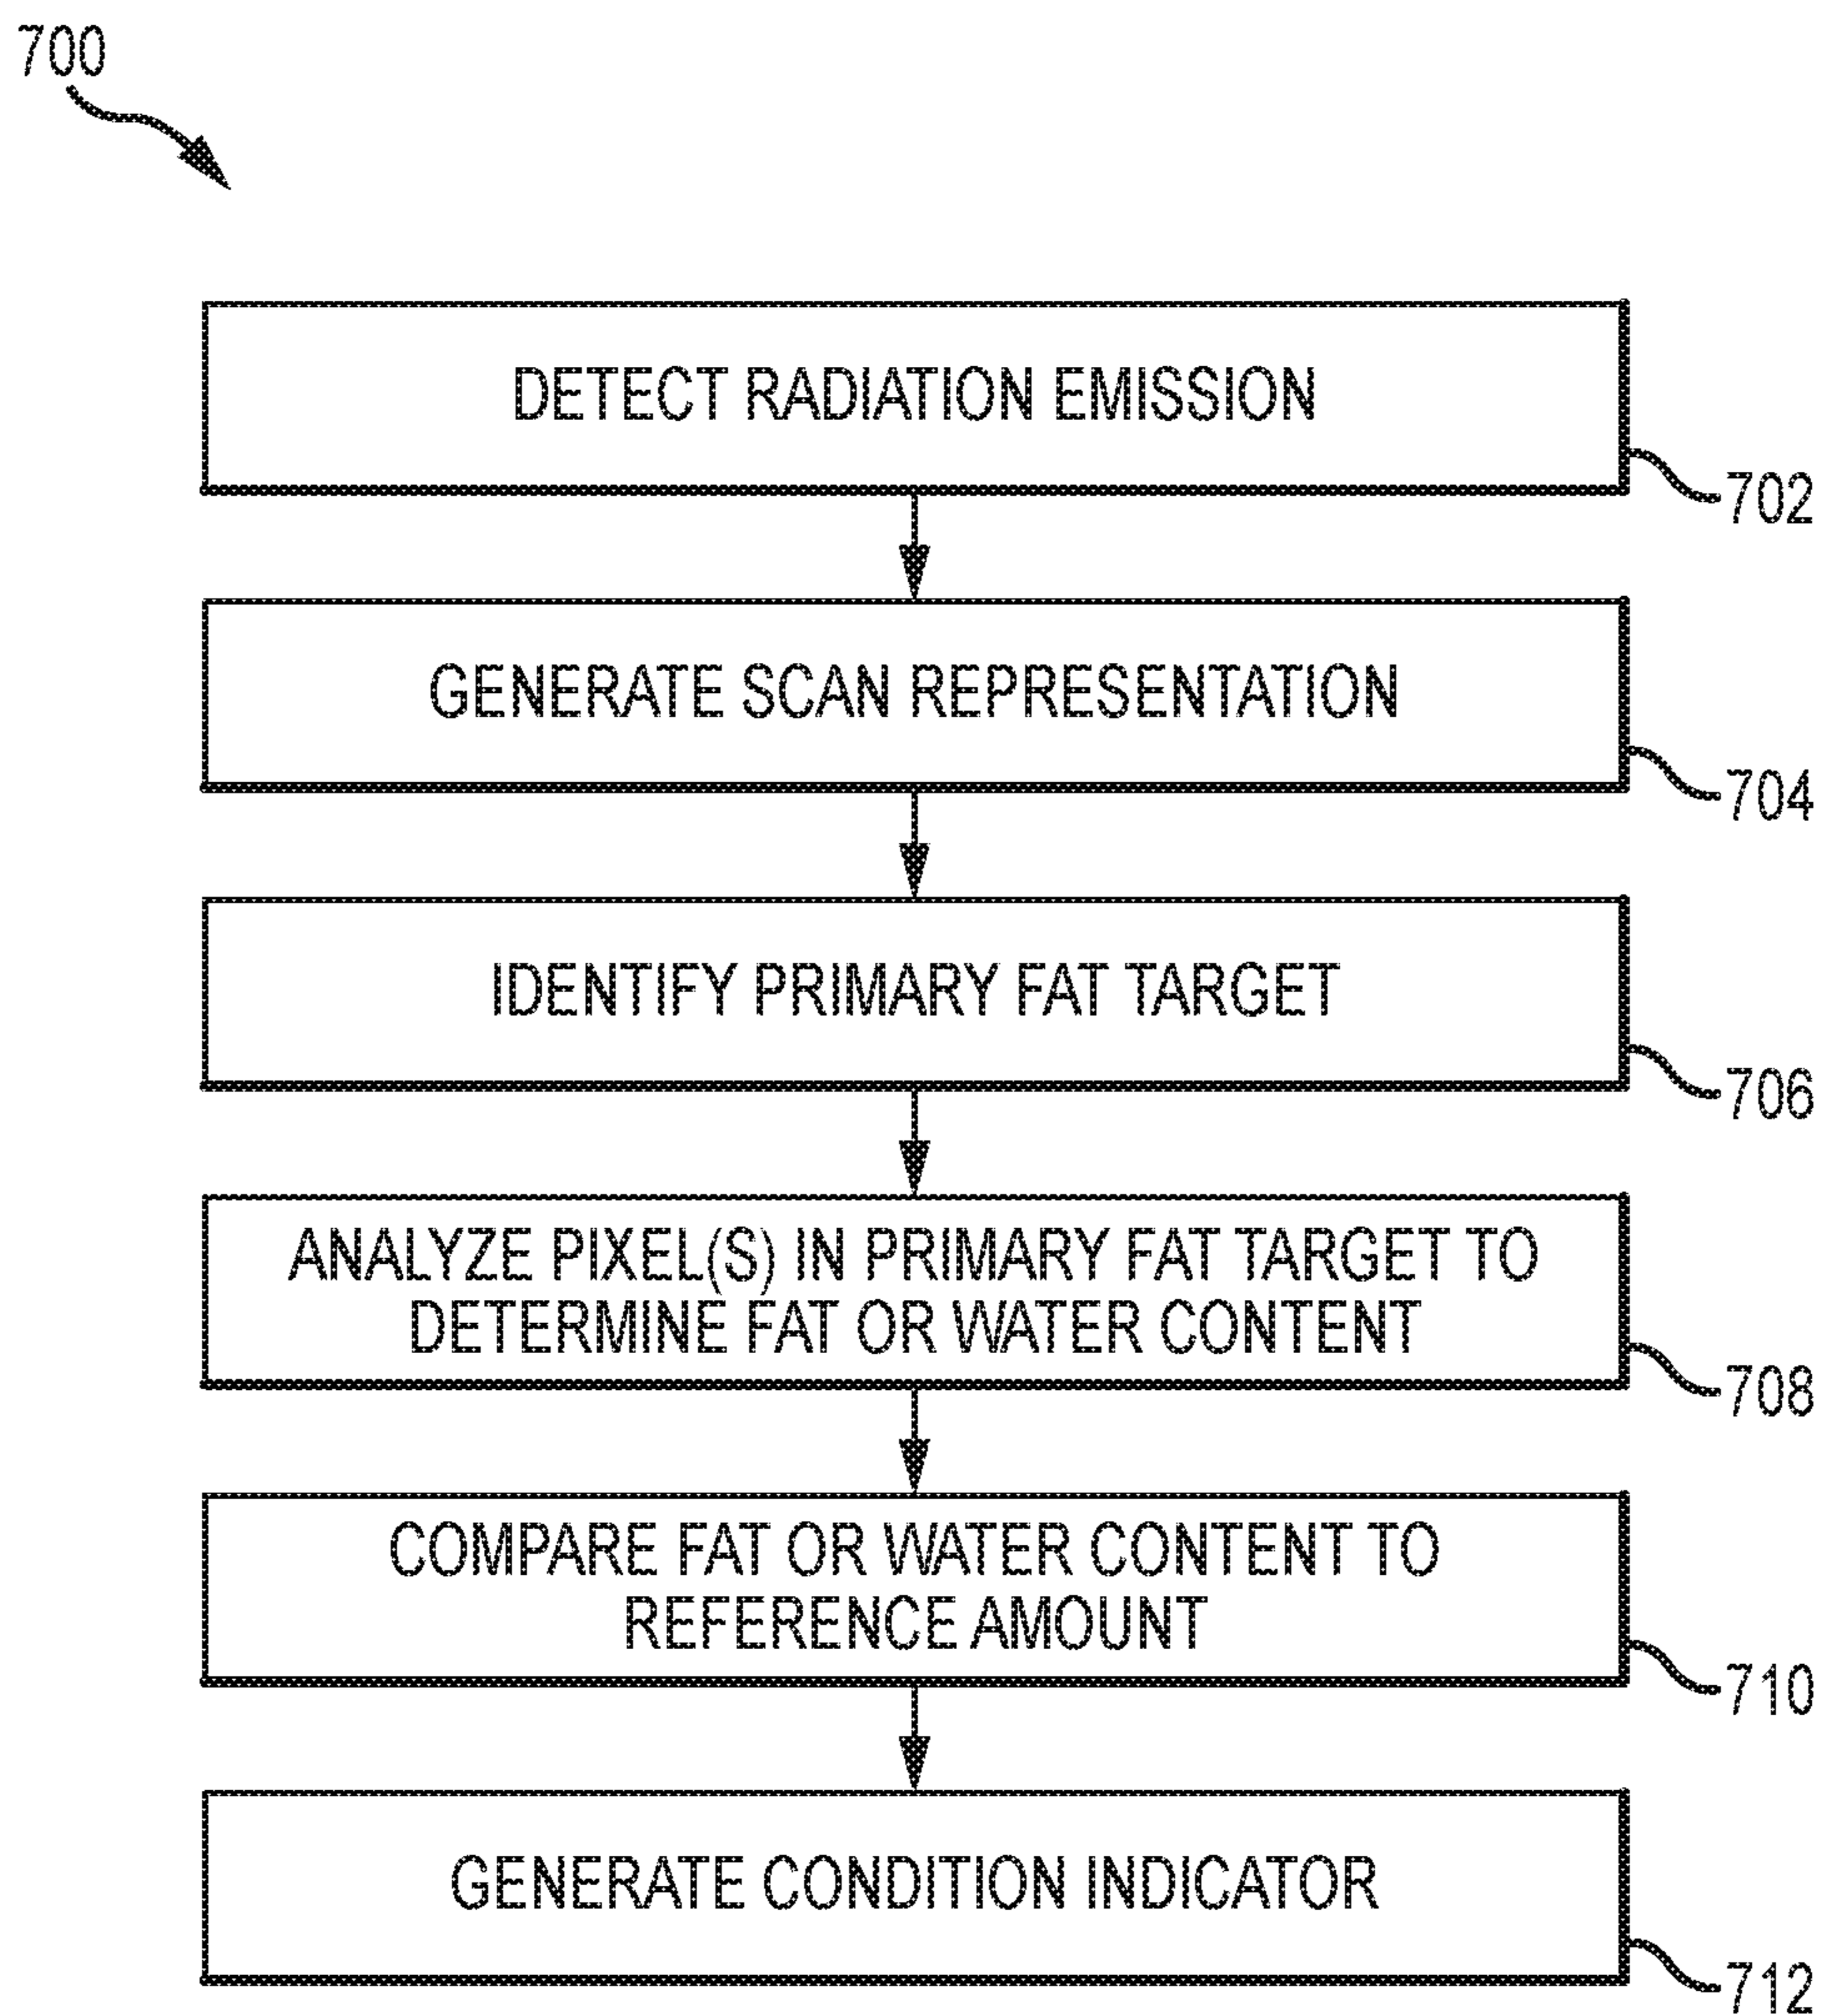 700
DETECT RADIATION EMISSION
702
GENERATE SCAN REPRESENTATION
704
IDENTIFY PRIMARY FAT TARGET
706
ANALYZE PIXEL(S) IN PRIMARY FAT TARGET TO
DETERMINE FAT OR WATER CONTENT
708
COMPARE FAT OR WATER CONTENT TO
REFERENCE AMOUNT
710
GENERATE CONDITION INDICATOR
712